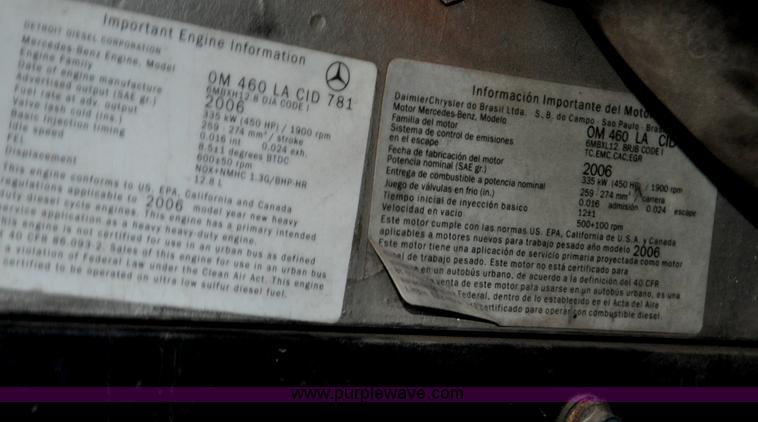 Important Engine Information
DETROIT DIESEL CORPORATION
Mercedes-Benz Engine, Model OM 460 LA CID 781
Engine Family
Date of engine manufacture 2006
Advertised output (SAE gr.) 335 kW (450 HP) / 1900 rpm
Fuel rate at adv. output 259 - 274 mm³ / stroke
Valve lash cold (ins.) 0.016 int 0.024 exh.
Basic injection timing 8.5±1 degrees BTDC
Idle speed 600±50 rpm
FEL NOX+NMHC 1.3G/BHP-HR
Displacement 12.8 L
This engine conforms to US. EPA, California and Canada
regulations applicable to 2006 model year new heavy
duty diesel cycle engines. This engine has a primary intended
service application as a heavy heavy-duty engine.
This engine is not certified for use in an urban bus as defined
40 CFR 86.093-2. Sales of this engine for use in an urban bus
a violation of Federal Law under the Clean Air Act. This engine
certified to be operated on ultra low sulfur diesel fuel.
Información Importante del Moto
DaimlerChrysler do Brasil Ltda. S. B. do Campo - Sao Paulo - Bras
Motor Mercedes-Benz, Modelo OM 460 LA CID
Familia del motor
Sistema de control de emisiones TC,EMC,CAC,EGR
en el escape
Fecha de fabricación del motor 2006
Potencia nominal (SAE gr.) 335 kW (450 HP) / 1900 rpm
Entrega de combustible a potencia nominal 259 - 274 mm³ carrera
Juego de válvulas en frio (in.) 0.016 admisión 0.024 escape
Tiempo inicial de inyección basico 12±1
Velocidad en vacio 500+100 rpm
Este motor cumple con las normas US. EPA, California de U.S.A. y Canada
aplicables a motores nuevos para trabajo pesado año modelo 2006
Este motor tiene una aplicación de servicio primaria proyectada como motor
al de trabajo pesado. Este motor no está certificado para
en un autobús urbano, de acuerdo a la definición del 40 CFR
venta de este motor para usarse en un autobús urbano, es una
Federal, dentro de lo establecido en el Acta del Aire
certificado para operar con combustible diesel.
www.purplewave.com